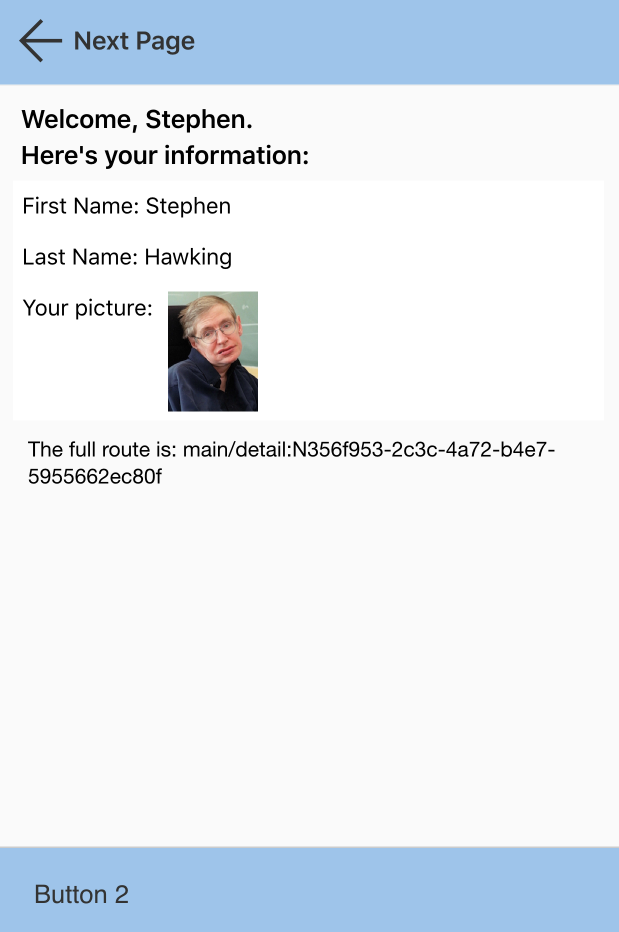 Next Page
Welcome, Stephen.
Here's your information:
First Name: Stephen
Last Name: Hawking
Your picture:
The full route is: main/detail:N356f953-2c3c-4a72-b4e7-
5955662ec80f
Button 2